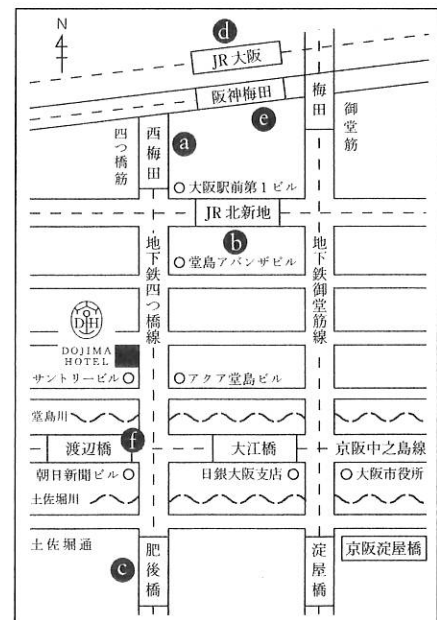 N
d
JR 大阪
阪神梅田
e
梅田
御堂筋
四つ橋筋
西梅田
a
大阪駅前第1ビル
JR 北新地
b
堂島アバンザビル
地下鉄四つ橋線
地下鉄御堂筋線
DH
DOJIMA
HOTEL
サントリービル
アクア堂島ビル
堂島川
渡辺橋
f
大江橋
京阪中之島線
朝日新聞ビル
日銀大阪支店
大阪市役所
土佐堀川
土佐堀通
c
肥後橋
淀屋橋
京阪淀屋橋